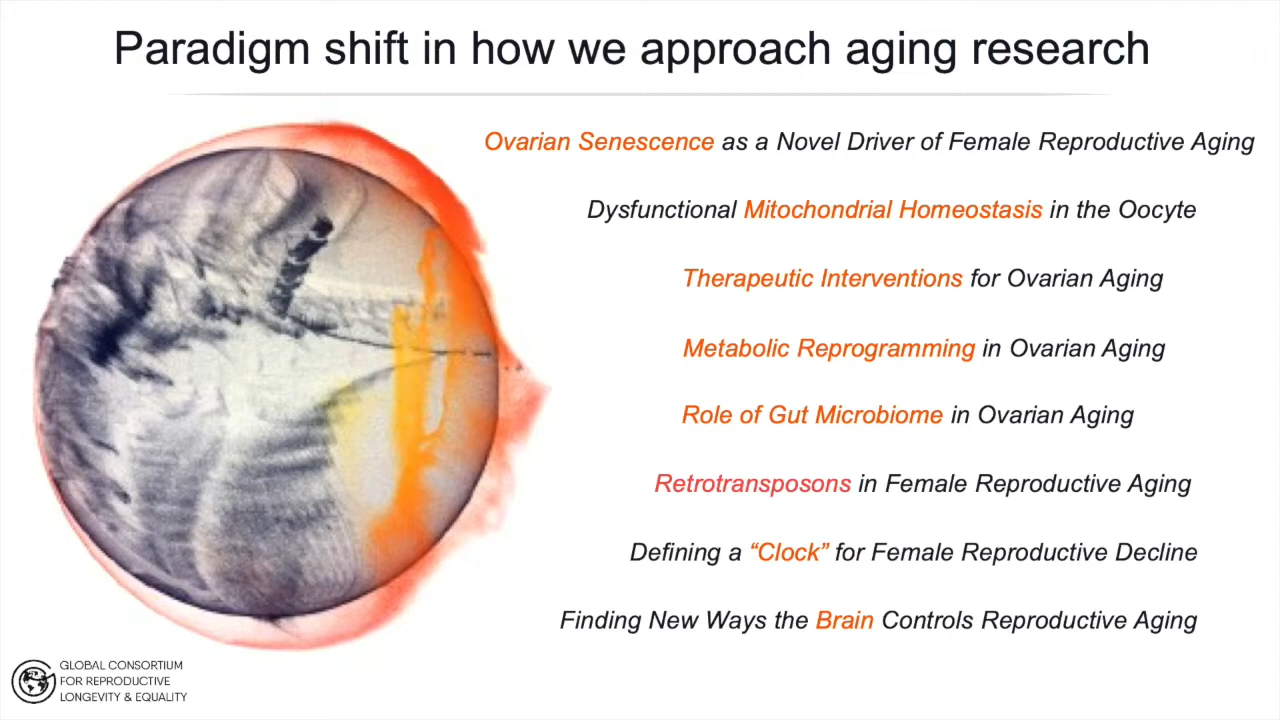 Paradigm shift in how we approach aging research
Ovarian Senescence as a Novel Driver of Female Reproductive Aging
Dysfunctional Mitochondrial Homeostasis in the Oocyte
Therapeutic Interventions for Ovarian Aging
Metabolic Reprogramming in Ovarian Aging
Role of Gut Microbiome in Ovarian Aging
Retrotransposons in Female Reproductive Aging
Defining a “Clock” for Female Reproductive Decline
Finding New Ways the Brain Controls Reproductive Aging
GLOBAL CONSORTIUM
FOR REPRODUCTIVE
LONGEVITY & EQUALITY